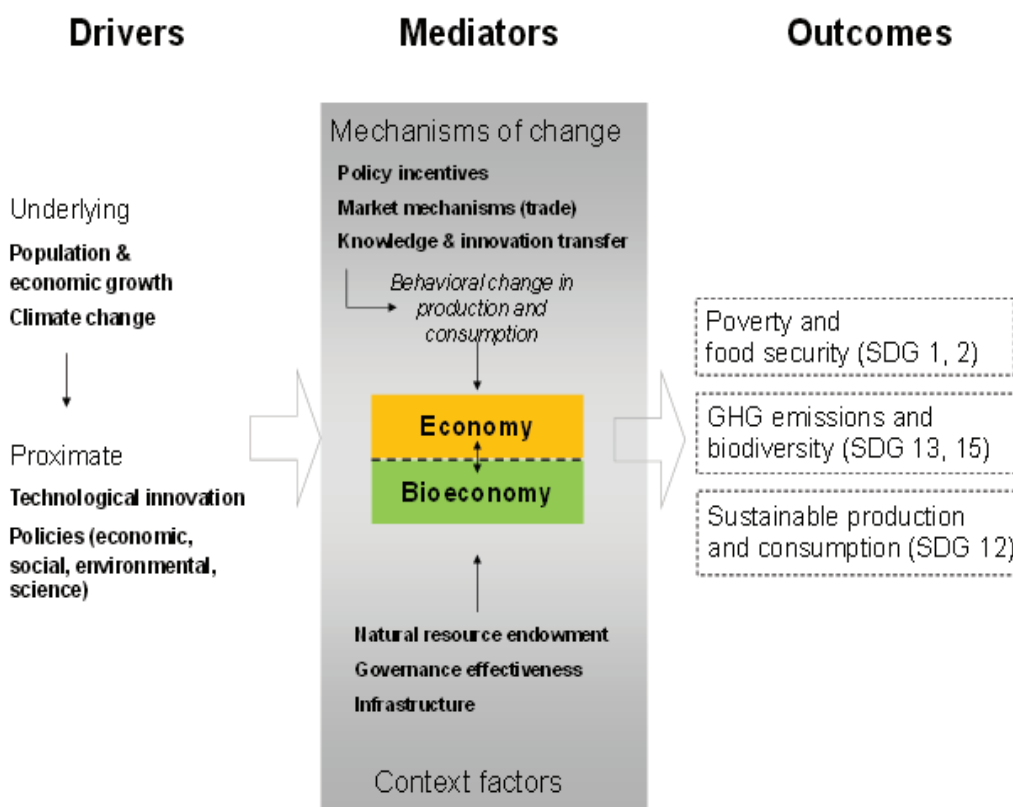 Drivers
Mediators
Outcomes
Underlying
Population &
economic growth
Climate change
Proximate
Technological innovation
Policies (economic,
social, environmental,
science)
Mechanisms of change
Policy incentives
Market mechanisms (trade)
Knowledge & innovation transfer
Behavioral change in
production and
consumption
Economy
Bioeconomy
Natural resource endowment
Governance effectiveness
Infrastructure
Context factors
Poverty and
food security (SDG 1, 2)
GHG emissions and
biodiversity (SDG 13, 15)
Sustainable production
and consumption (SDG 12)